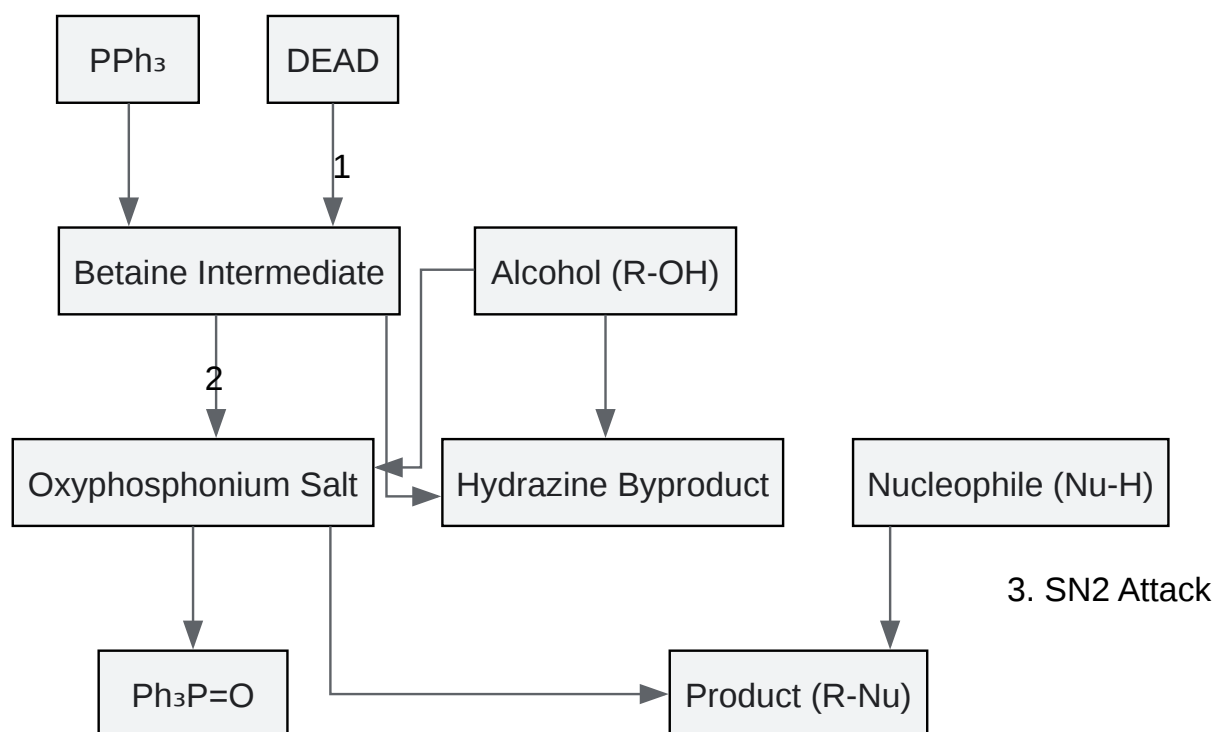 PPh₃
DEAD
1
Betaine Intermediate
Alcohol (R-OH)
2
Oxyphosphonium Salt
Hydrazine Byproduct
Nucleophile (Nu-H)
3. SN2 Attack
Ph₃P=O
Product (R-Nu)